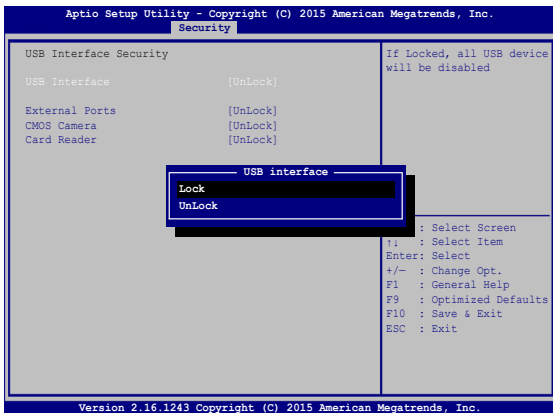 Aptio Setup Utility - Copyright (C) 2015 American Megatrends, Inc.
Security
USB Interface Security
USB Interface [UnLock]
External Ports [UnLock]
CMOS Camera [UnLock]
Card Reader [UnLock]
If Locked, all USB device
will be disabled
USB interface
Lock
UnLock
: Select Screen
↑↓ : Select Item
Enter: Select
+/— : Change Opt.
F1 : General Help
F9 : Optimized Defaults
F10 : Save & Exit
ESC : Exit
Version 2.16.1243 Copyright (C) 2015 American Megatrends, Inc.